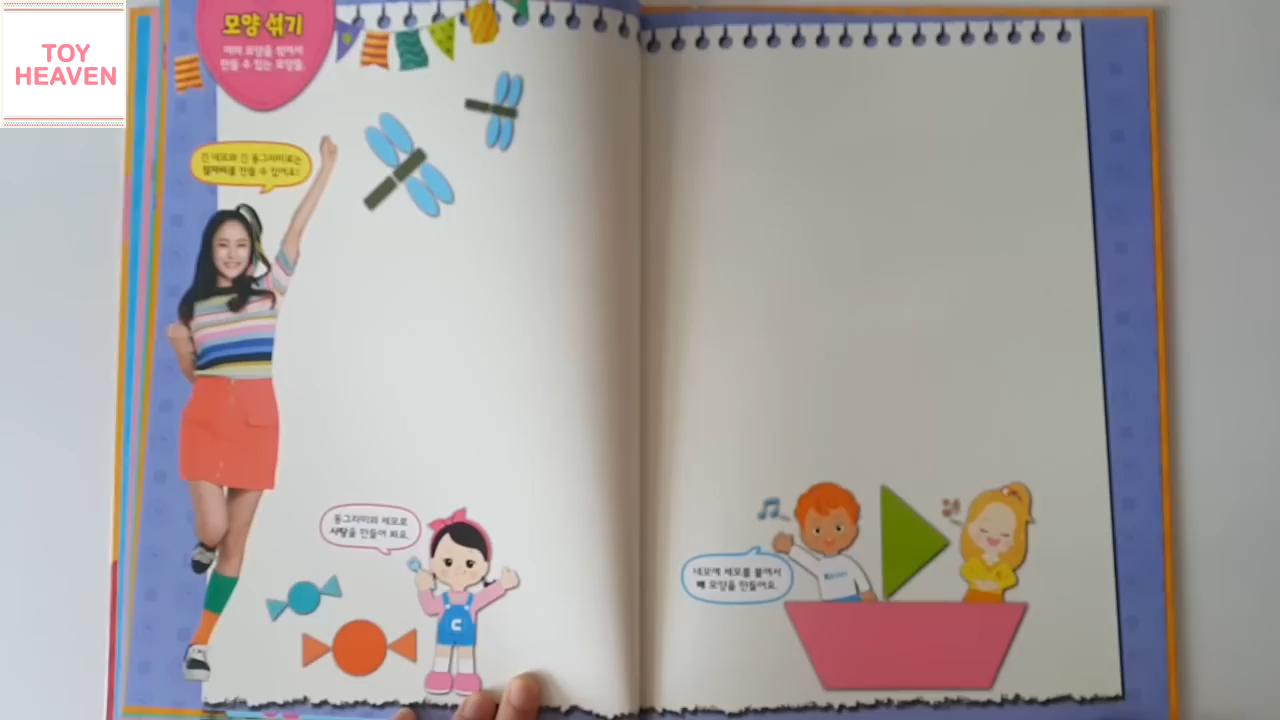 TOY
HEAVEN
모양 섞기
여러 모양을 섞어서
만들 수 있는 모양들.
긴 네모와 긴 동그라미로는
잠자리를 만들 수 있어요!
동그라미와 세모로
사탕을 만들어 봐요.
네모에 세모를 붙여서
배 모양을 만들어요.
C